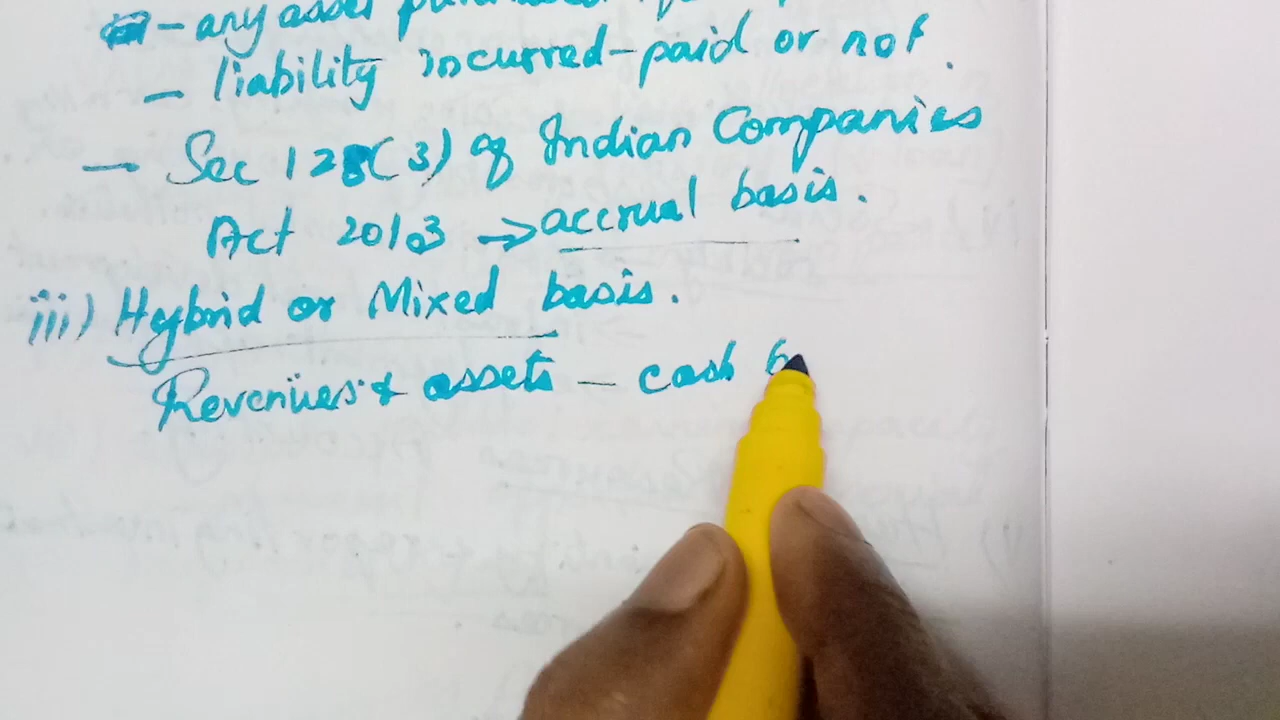 - any asset
- liability incurred-paid or not.
- Sec 128(3) of Indian Companies
Act 2013 → accrual basis.
iii) Hybrid or Mixed basis.
Revenues & assets - cash b